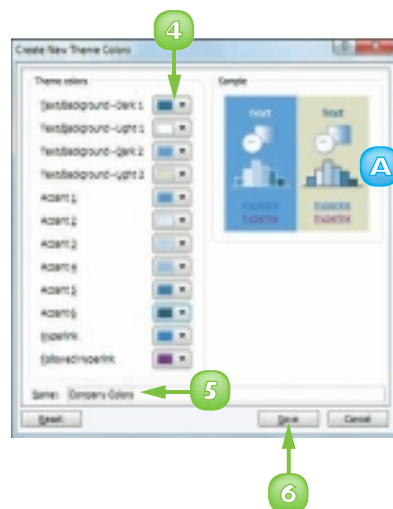 4
Create New Theme Colors
Theme colors
Sample
Text/Background - Dark 1
Text/Background - Light 1
Text/Background - Dark 2
Text/Background - Light 2
Accent 1
Accent 2
Accent 3
Accent 4
Accent 5
Accent 6
Hyperlink
Followed Hyperlink
Text
Text
A
Hyperlink
Hyperlink
Hyperlink
Hyperlink
Name: Company Colors
5
Reset
Save
Cancel
6